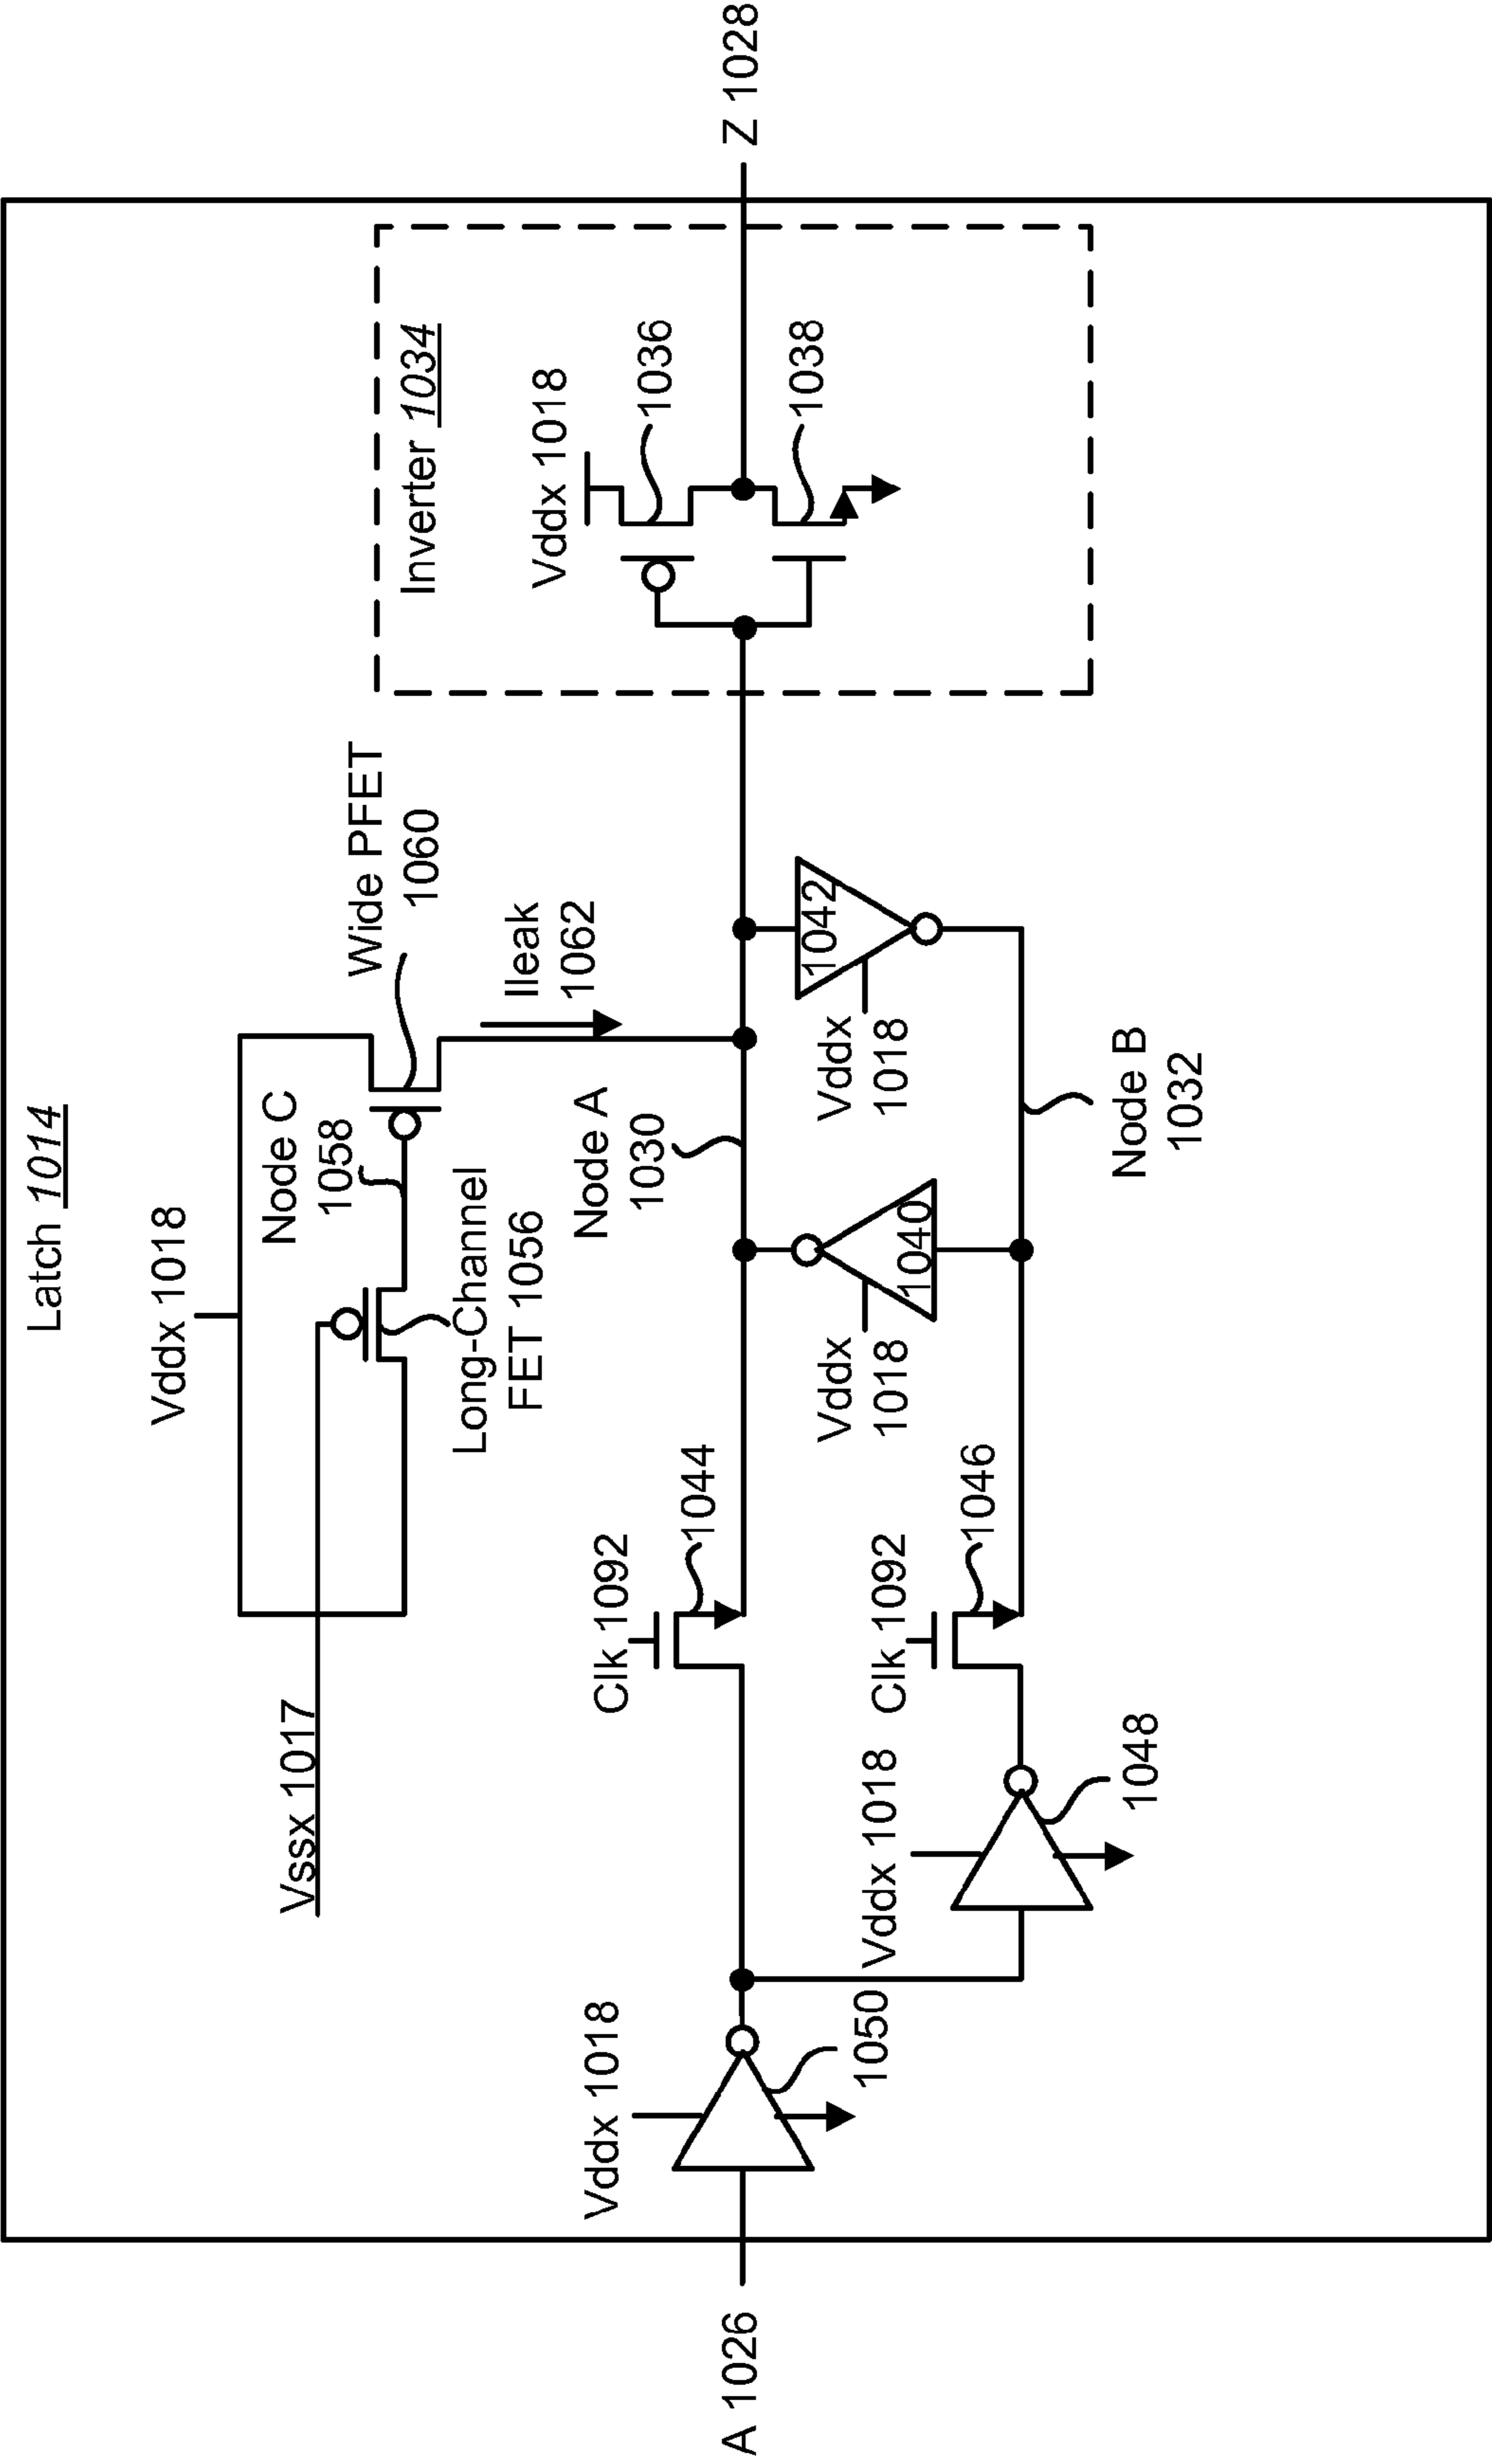 Latch 1014
Vddx 1018
Node C
1058
Wide PFET
1060
Vssx 1017
Long-Channel
FET 1056
Ileak
1062
Inverter 1034
Vddx 1018
1036
1038
Node A
1030
Clk 1092
1044
A 1026
Vddx 1018
1050
Z 1028
Vddx
1018
1040
Vddx
1018
1042
Clk 1092
1046
Vddx 1018
1048
Node B
1032